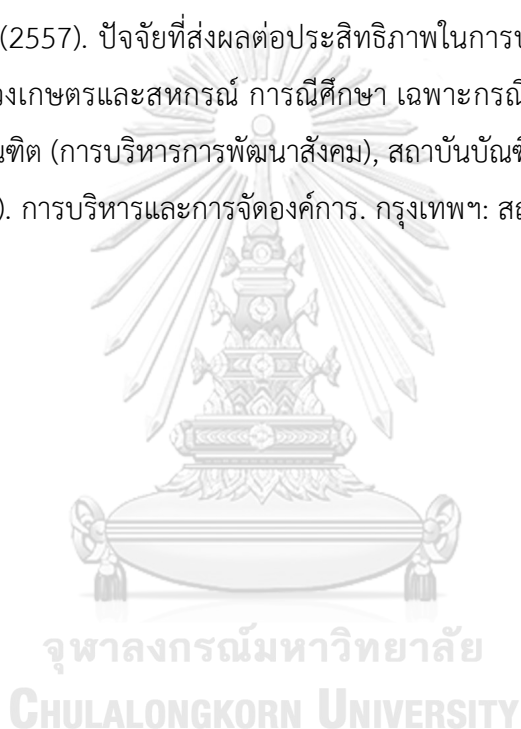 (2557). ปัจจัยที่ส่งผลต่อประสิทธิภาพในการ
วงเกษตรและสหกรณ์ การณีศึกษา เฉพาะกรณี
ณฑิต (การบริหารการพัฒนาสังคม), สถาบันบัณฑิ
). การบริหารและการจัดองค์การ. กรุงเทพฯ: สถ
จุฬาลงกรณ์มหาวิทยาลัย
CHULALONGKORN UNIVERSITY